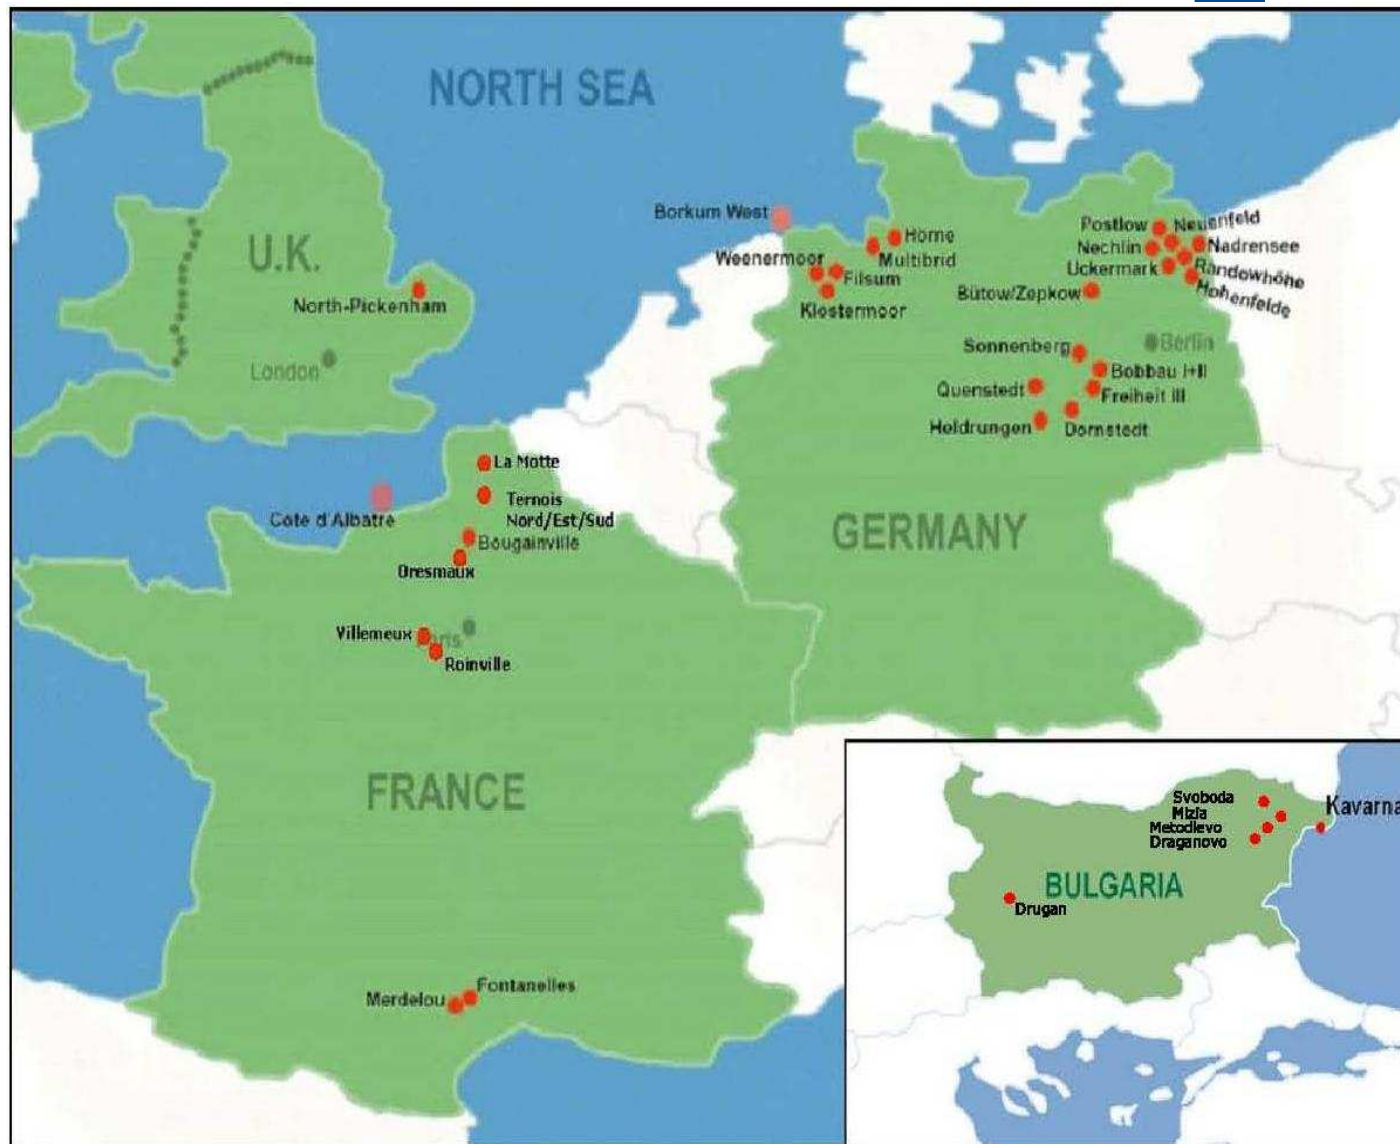 NORTH SEA
Borkum West
Horne
Multibrid
Weenermoor
Filsum
Klostermoor
Postlow
Neuenfeld
Nechlin
Nadrensee
Uckermark
Randowhöhe
Hohenfelde
Bütow/Zepkow
U.K.
North-Pickenham
London
Sonnenberg
Berlin
Bobbau I+II
Quenstedt
Freiheit III
Heldrungen
Dornstedt
La Motte
Ternois
Nord/Est/Sud
Cote d'Albatre
Bougainville
Oresmaux
GERMANY
Villemeux
Paris
Roinville
FRANCE
Svoboda
Mizia
Metodievo
Draganovo
Kavarna
BULGARIA
Drugan
Merdelou
Fontanelles